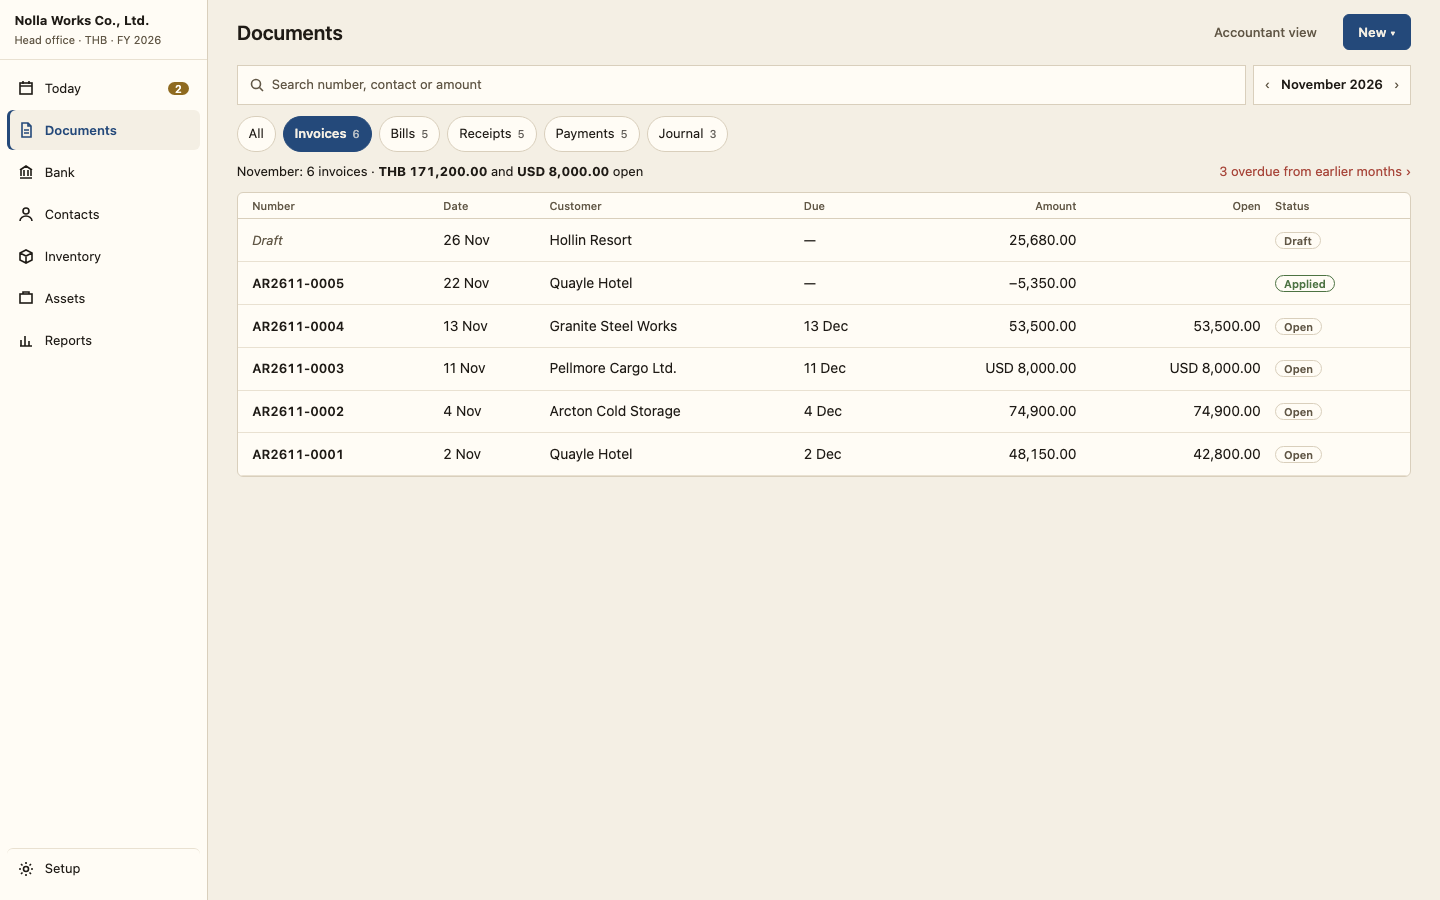 Nolla Works Co., Ltd.
Head office · THB · FY 2026
Today 2
Documents
Bank
Contacts
Inventory
Assets
Reports
Setup
Documents
Accountant view
New ▾
Search number, contact or amount
‹ November 2026 ›
All
Invoices 6
Bills 5
Receipts 5
Payments 5
Journal 3
November: 6 invoices · THB 171,200.00 and USD 8,000.00 open
3 overdue from earlier months ›
Number Date Customer Due Amount Open Status
Draft 26 Nov Hollin Resort — 25,680.00 Draft
AR2611-0005 22 Nov Quayle Hotel — −5,350.00 Applied
AR2611-0004 13 Nov Granite Steel Works 13 Dec 53,500.00 53,500.00 Open
AR2611-0003 11 Nov Pellmore Cargo Ltd. 11 Dec USD 8,000.00 USD 8,000.00 Open
AR2611-0002 4 Nov Arcton Cold Storage 4 Dec 74,900.00 74,900.00 Open
AR2611-0001 2 Nov Quayle Hotel 2 Dec 48,150.00 42,800.00 Open